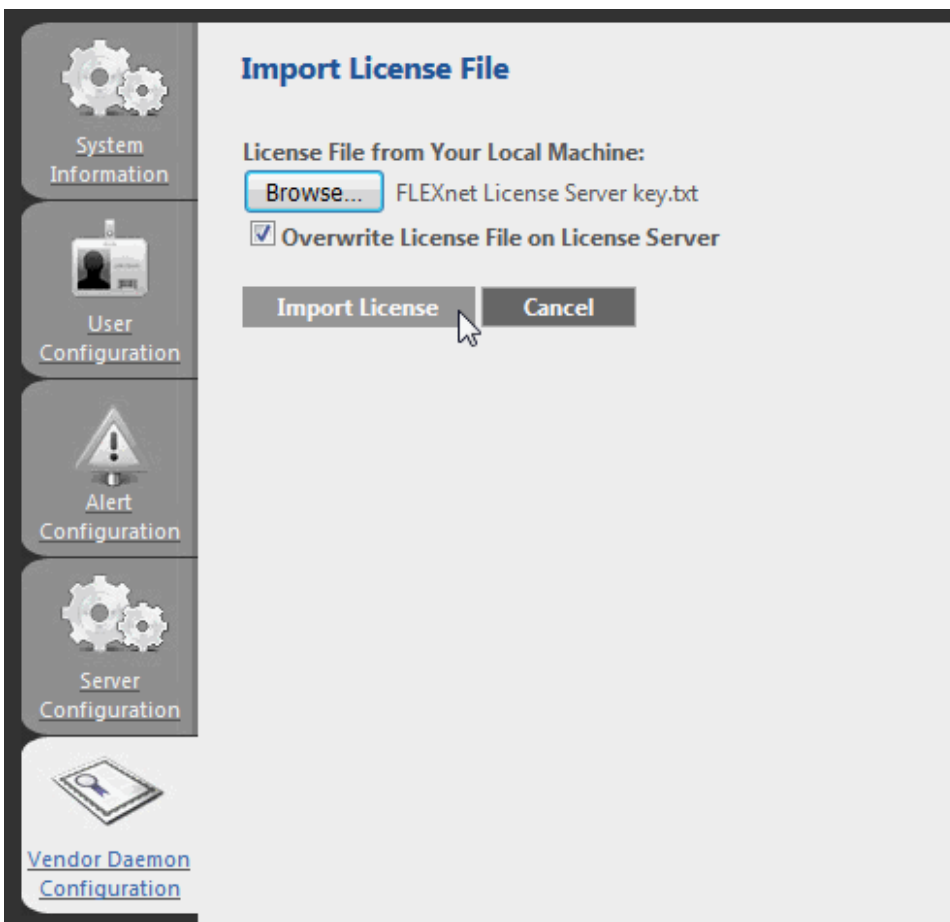 System
Information
User
Configuration
Alert
Configuration
Server
Configuration
Vendor Daemon
Configuration
Import License File
License File from Your Local Machine:
Browse... FLEXnet License Server key.txt
Overwrite License File on License Server
Import License Cancel